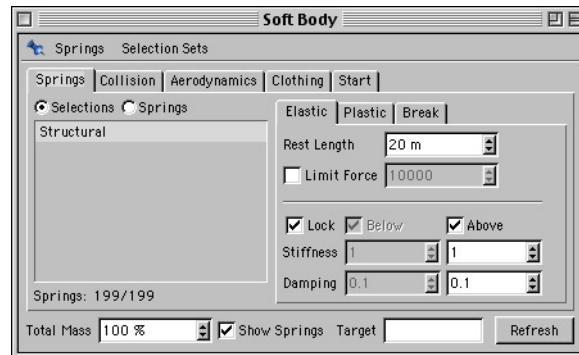 Soft Body
Springs Selection Sets
Springs Collision Aerodynamics Clothing Start
Selections Springs
Structural
Springs: 199/199
Elastic Plastic Break
Rest Length 20 m
Limit Force 10000
Lock Below Above
Stiffness 1 1
Damping 0.1 0.1
Total Mass 100 % Show Springs Target Refresh